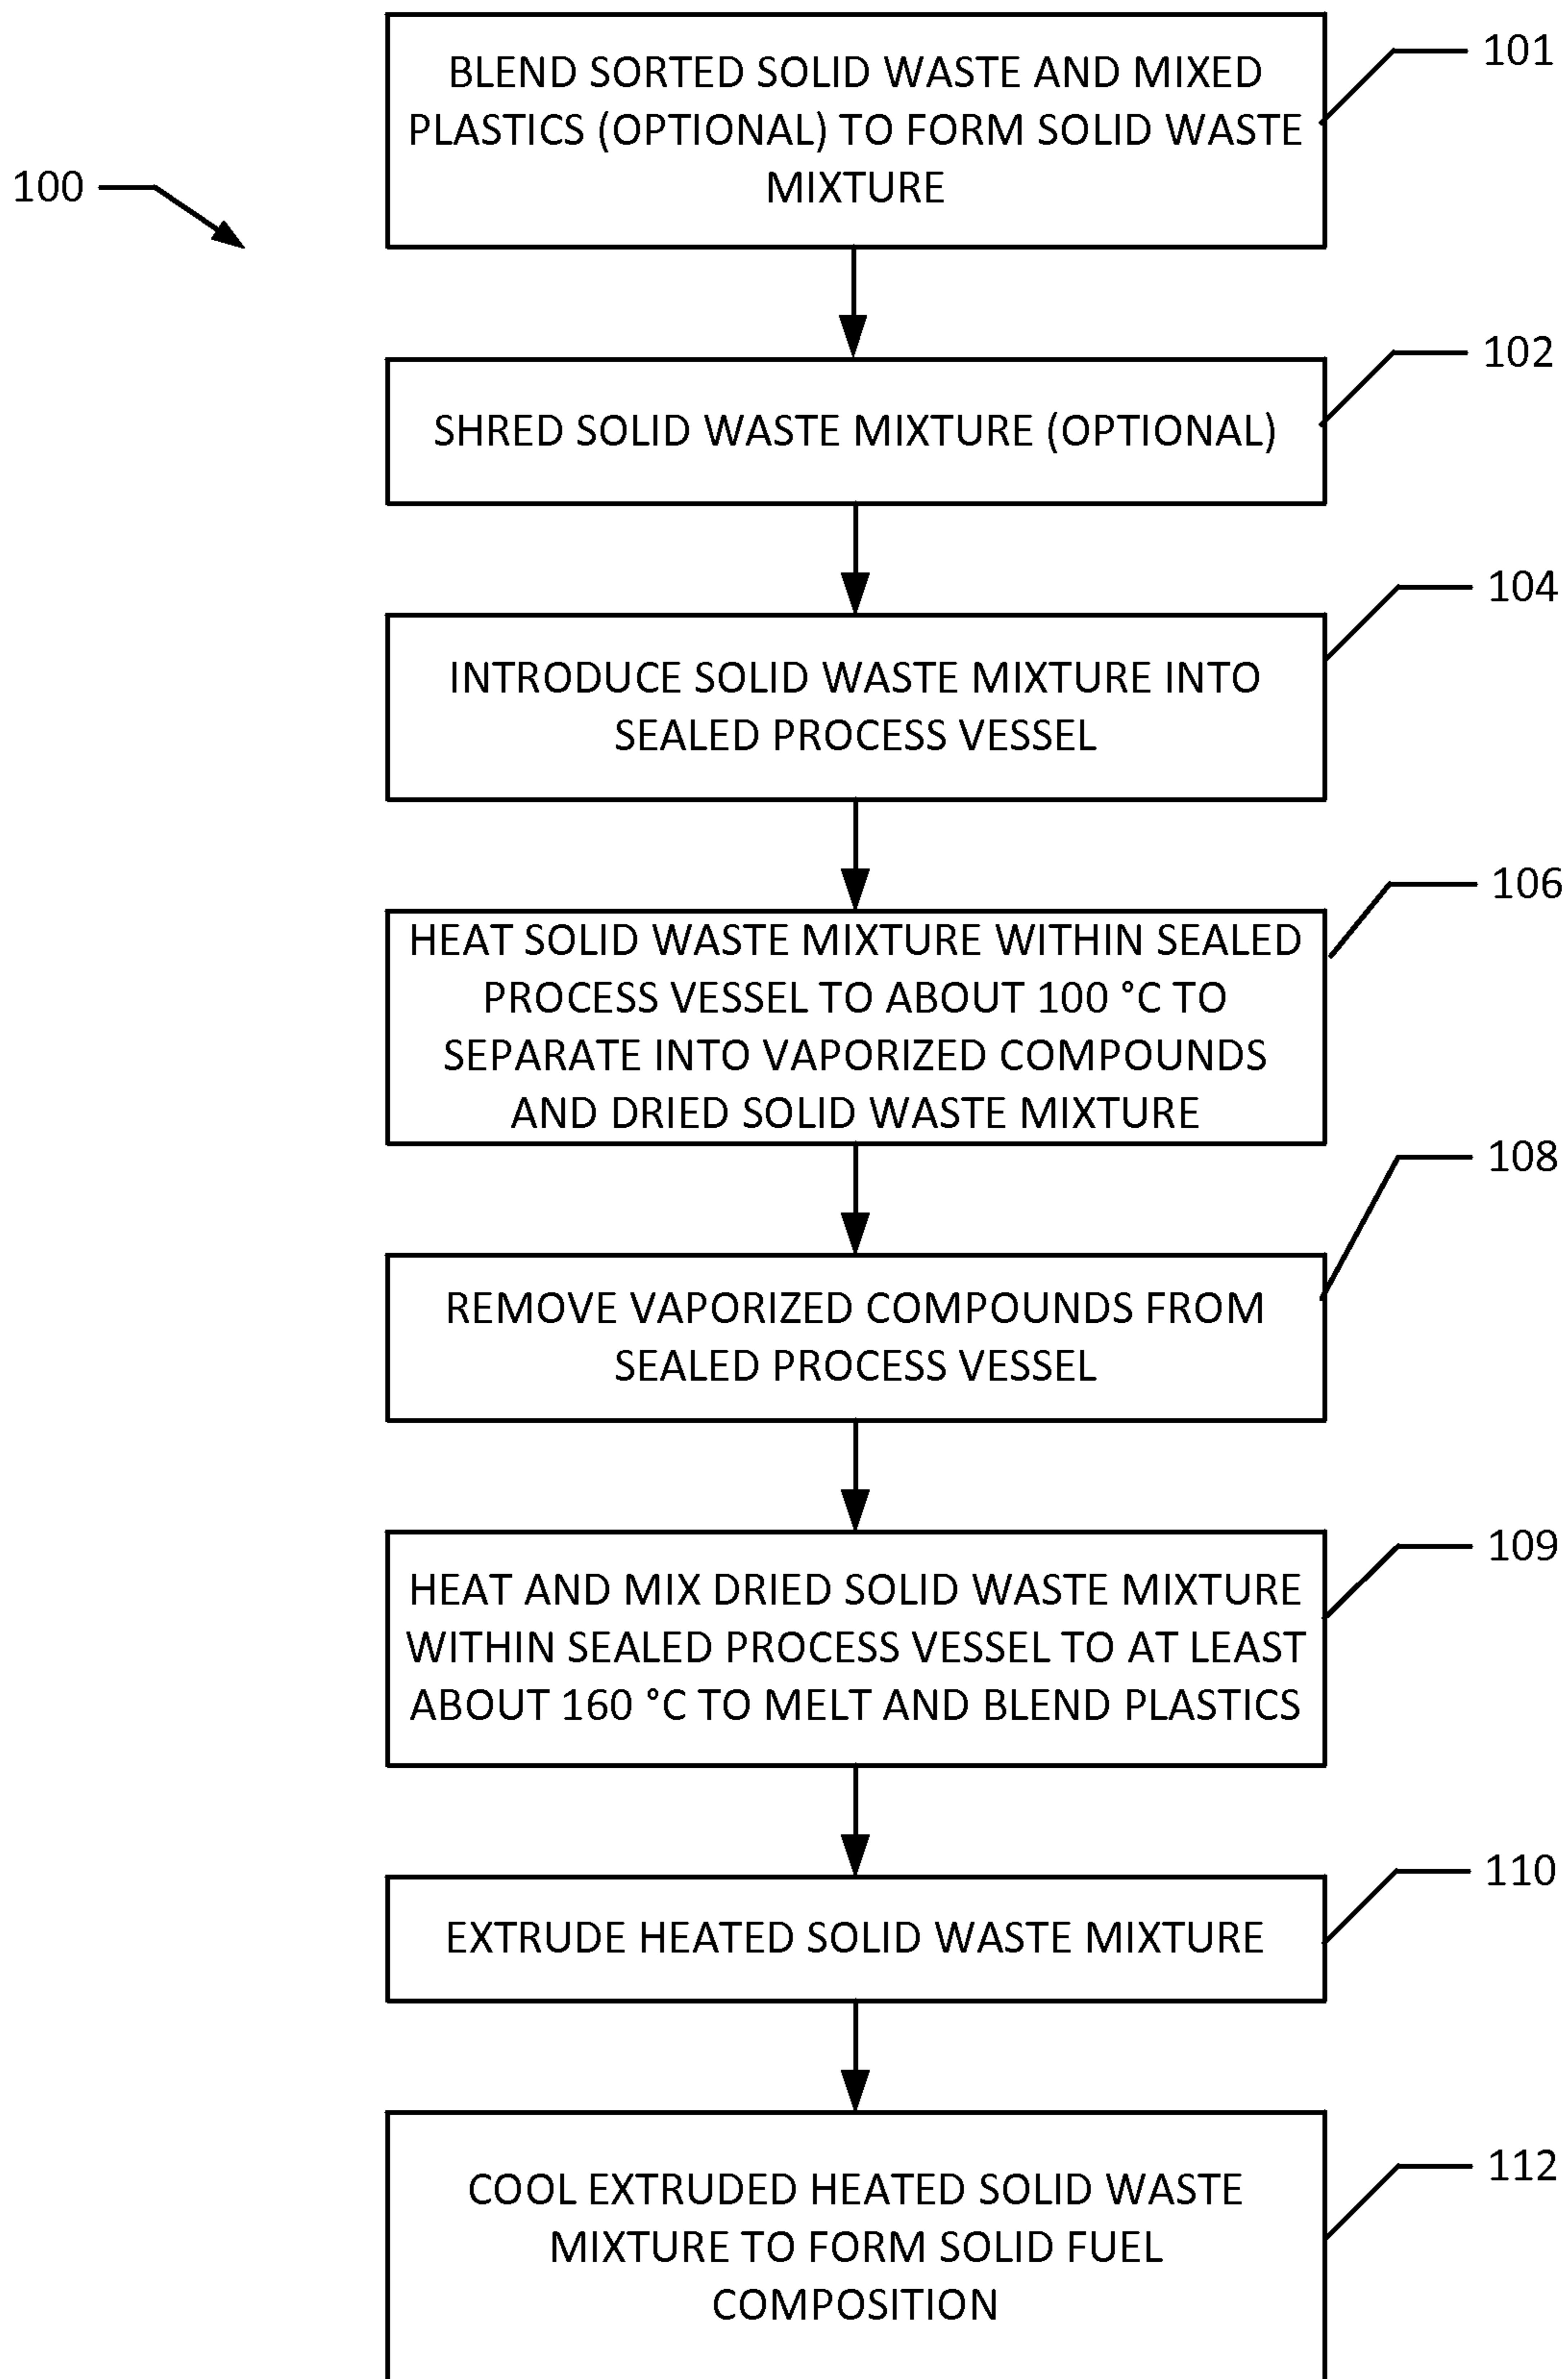 101
BLEND SORTED SOLID WASTE AND MIXED
PLASTICS (OPTIONAL) TO FORM SOLID WASTE
MIXTURE
100
102
SHRED SOLID WASTE MIXTURE (OPTIONAL)
104
INTRODUCE SOLID WASTE MIXTURE INTO
SEALED PROCESS VESSEL
106
HEAT SOLID WASTE MIXTURE WITHIN SEALED
PROCESS VESSEL TO ABOUT 100 °C TO
SEPARATE INTO VAPORIZED COMPOUNDS
AND DRIED SOLID WASTE MIXTURE
108
REMOVE VAPORIZED COMPOUNDS FROM
SEALED PROCESS VESSEL
109
HEAT AND MIX DRIED SOLID WASTE MIXTURE
WITHIN SEALED PROCESS VESSEL TO AT LEAST
ABOUT 160 °C TO MELT AND BLEND PLASTICS
110
EXTRUDE HEATED SOLID WASTE MIXTURE
112
COOL EXTRUDED HEATED SOLID WASTE
MIXTURE TO FORM SOLID FUEL
COMPOSITION